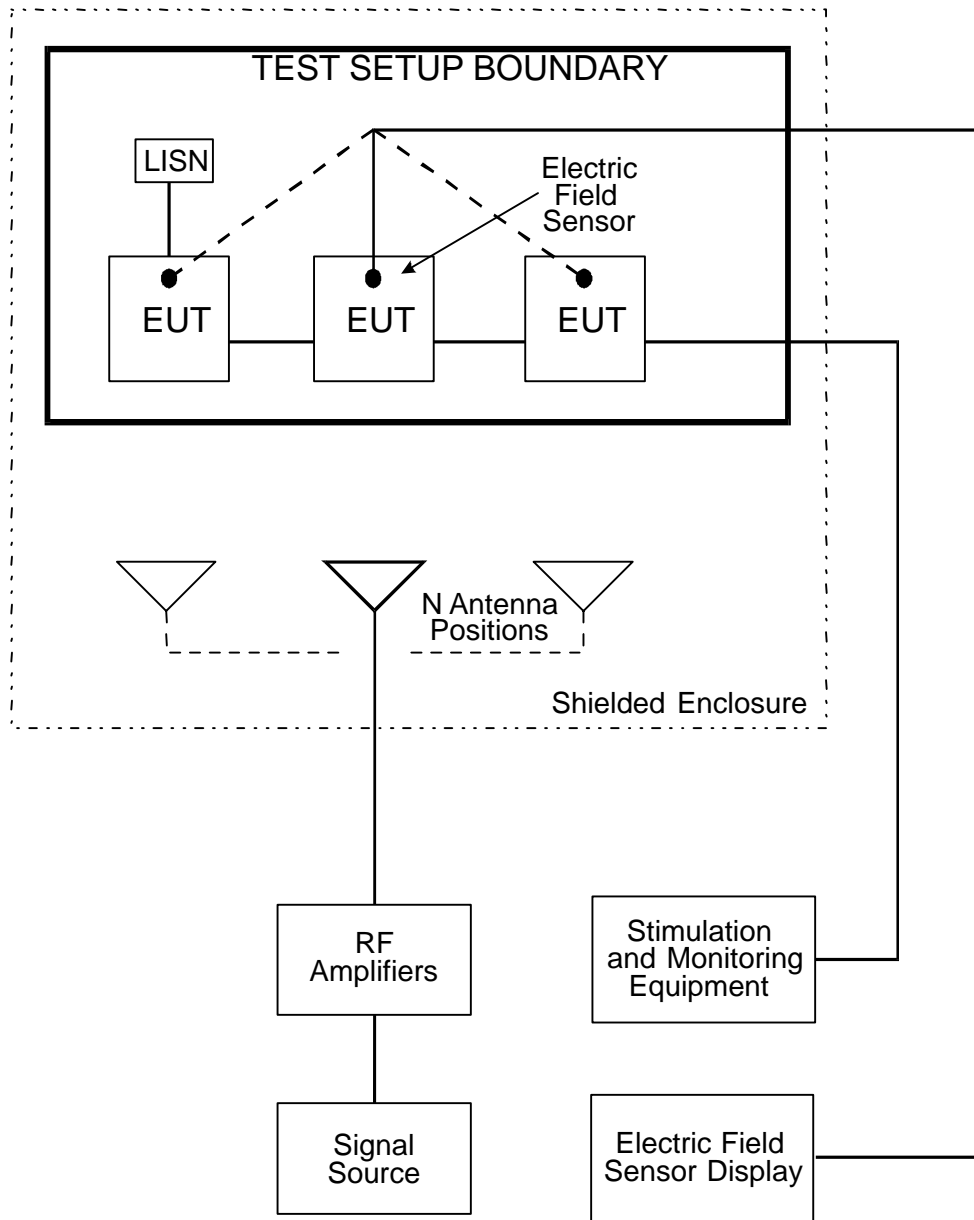 TEST SETUP BOUNDARY
LISN
Electric
Field
Sensor
EUT
EUT
EUT
N Antenna
Positions
Shielded Enclosure
RF
Amplifiers
Stimulation
and Monitoring
Equipment
Signal
Source
Electric Field
Sensor Display